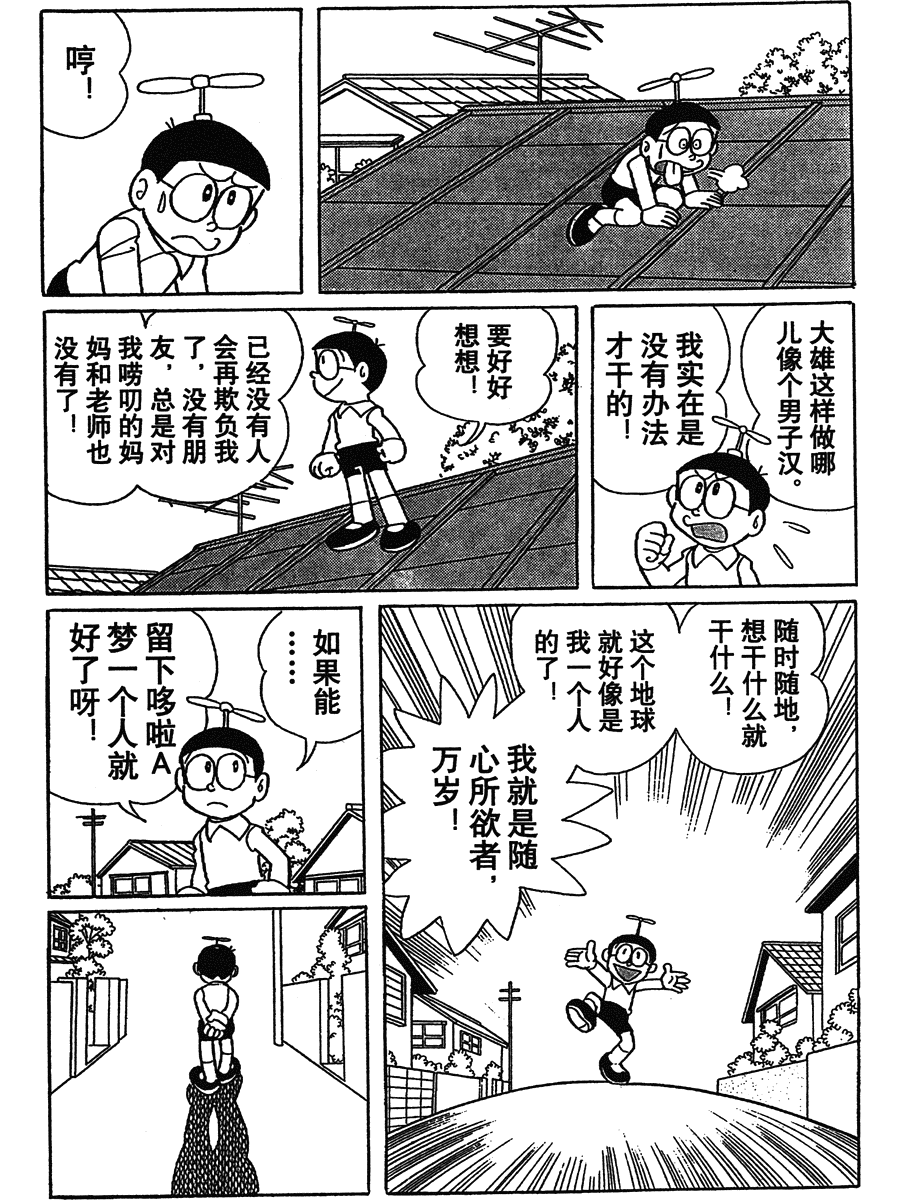 哼！
大雄这样做哪
儿像个男子汉。
我实在是
没有办法
才干的！
要好好
想想！
已经没有人
会再欺负我
了，没有朋
友，总是对
我唠叨的妈
妈和老师也
没有了！
随时随地，
想干什么就
干什么！
这个地球
就好像是
我一个人
的了！
我就是随
心所欲者，
万岁！
如果能
……
留下哆啦A
梦一个人就
好了呀！